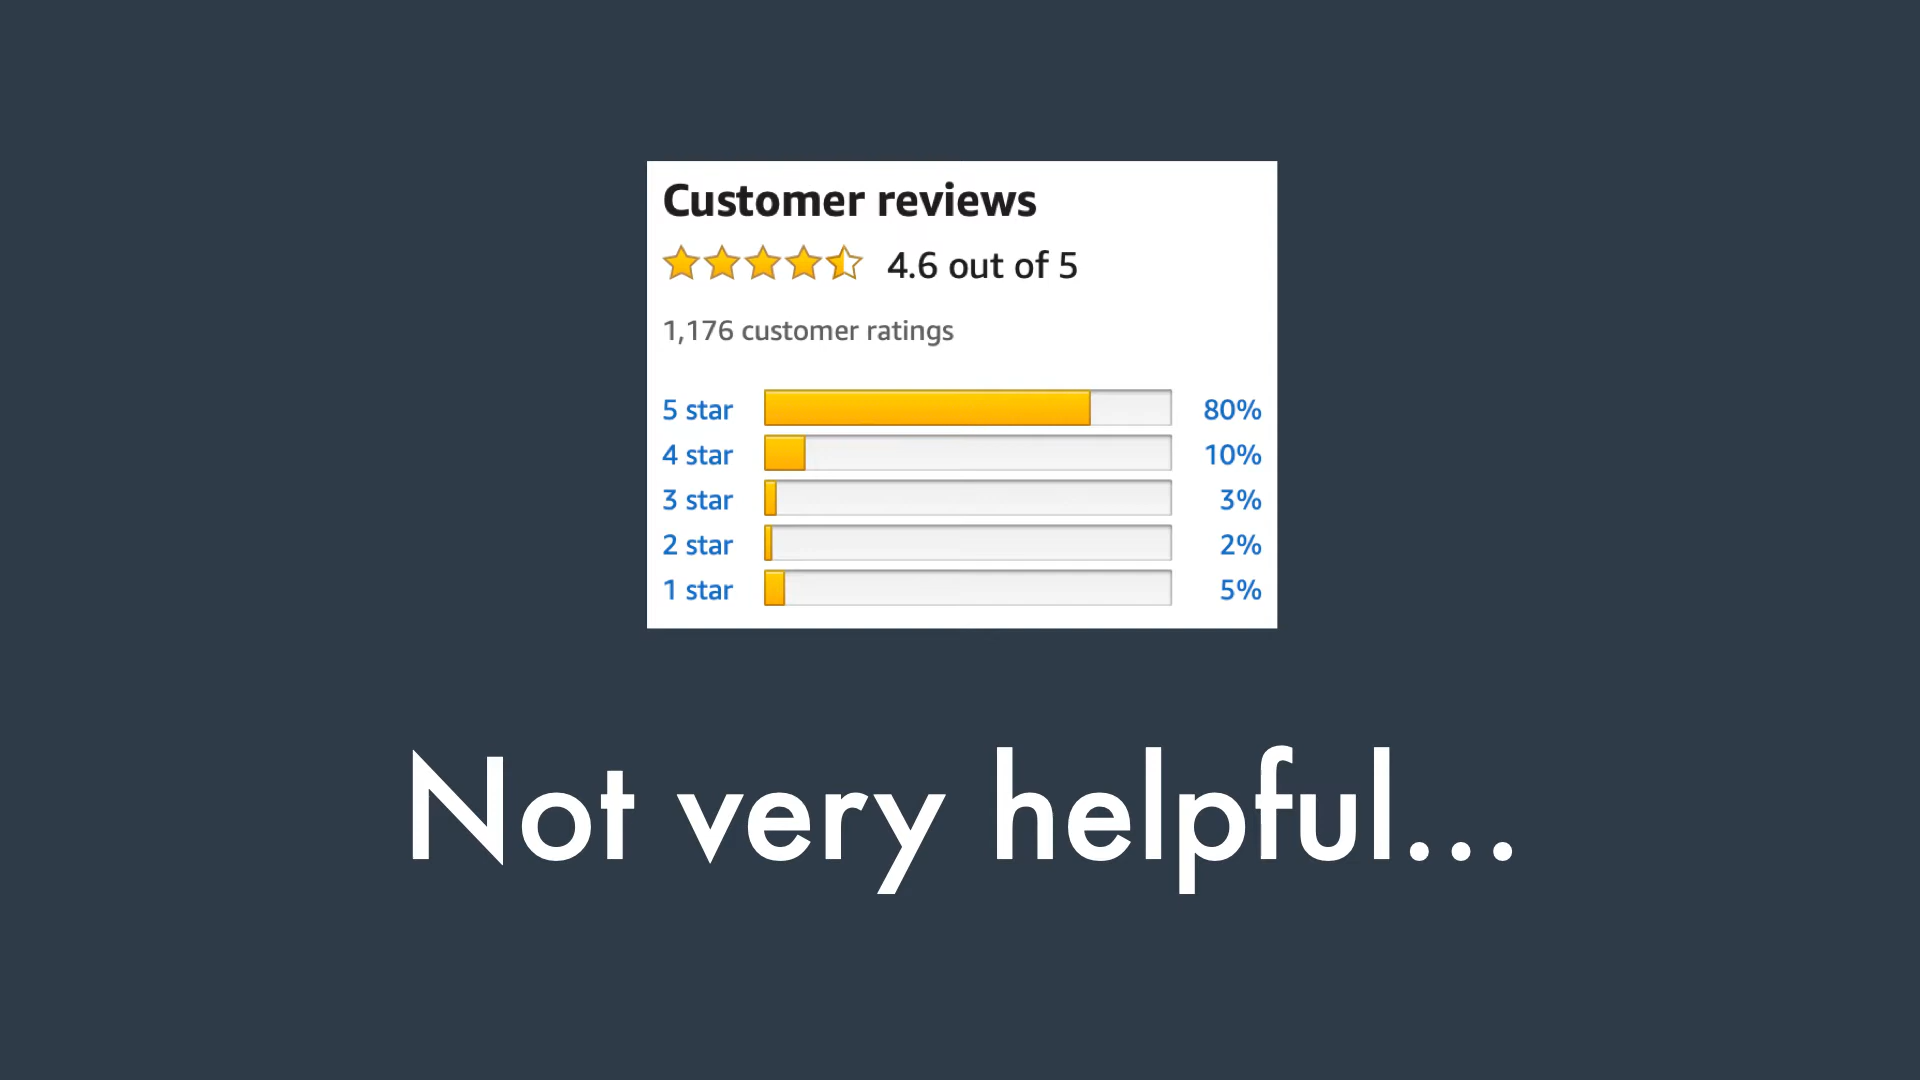 Customer reviews
4.6 out of 5
1,176 customer ratings
5 star 80%
4 star 10%
3 star 3%
2 star 2%
1 star 5%
Not very helpful...